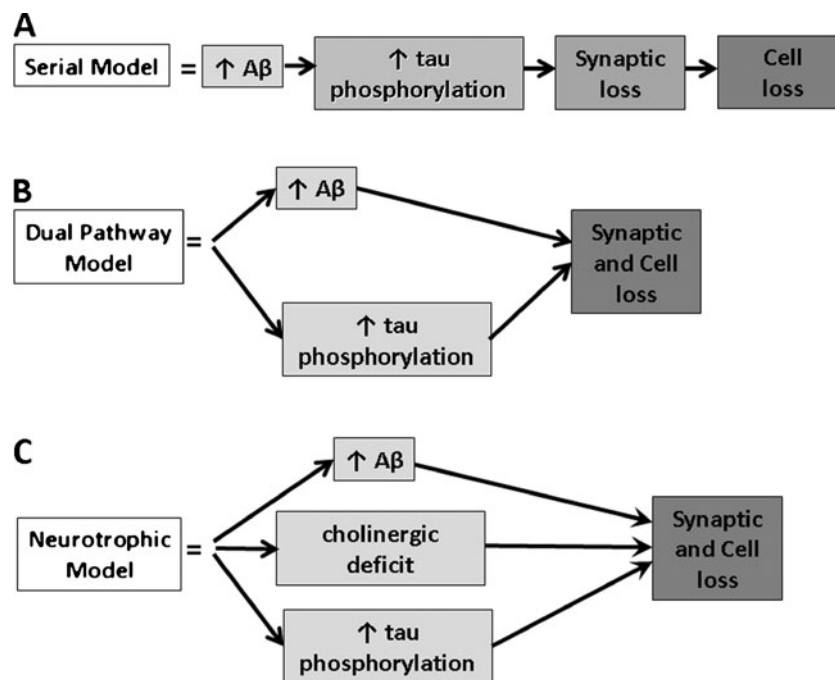 A
Serial Model = ↑ Aβ ↑ tau phosphorylation Synaptic loss Cell loss
B
↑ Aβ
Dual Pathway Model =
Synaptic and Cell loss
↑ tau phosphorylation
C
↑ Aβ
Neurotrophic Model =
cholinergic deficit
Synaptic and Cell loss
↑ tau phosphorylation